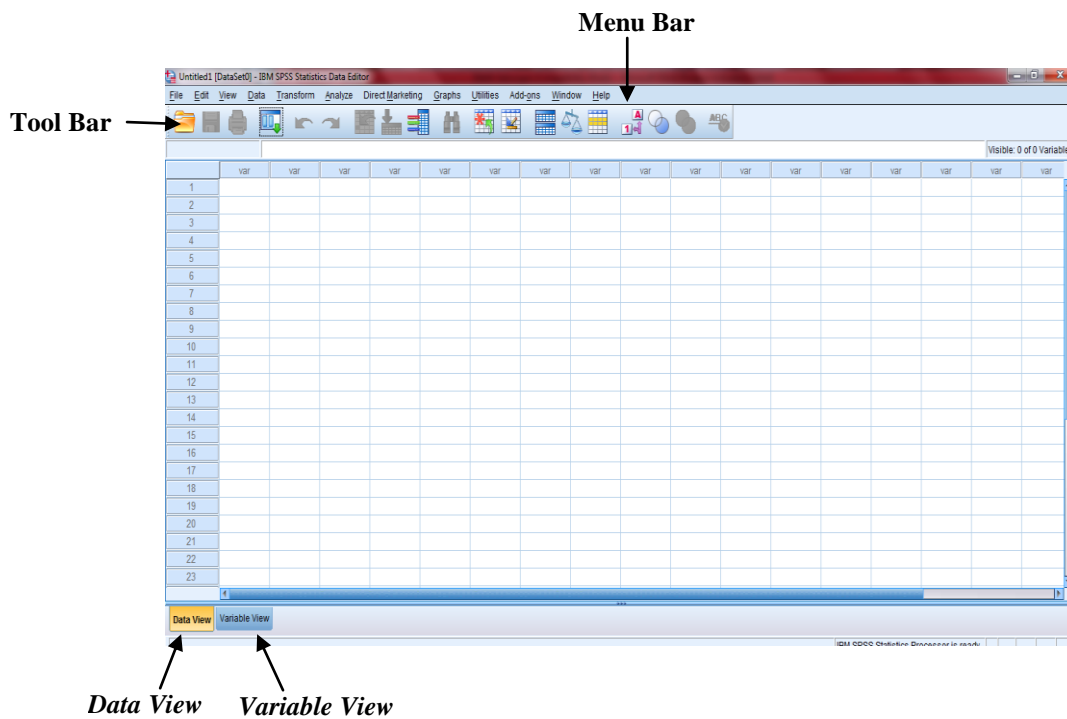 Menu Bar
Untitled1 [DataSet0] - IBM SPSS Statistics Data Editor
File Edit View Data Transform Analyze Direct Marketing Graphs Utilities Add-ons Window Help
Tool Bar
A
1
ABC
Visible: 0 of 0 Variable
var var var var var var var var var var var var var var var var var
1
2
3
4
5
6
7
8
9
10
11
12
13
14
15
16
17
18
19
20
21
22
23
Data View Variable View
IBM SPSS Statistics Processor is ready
Data View Variable View